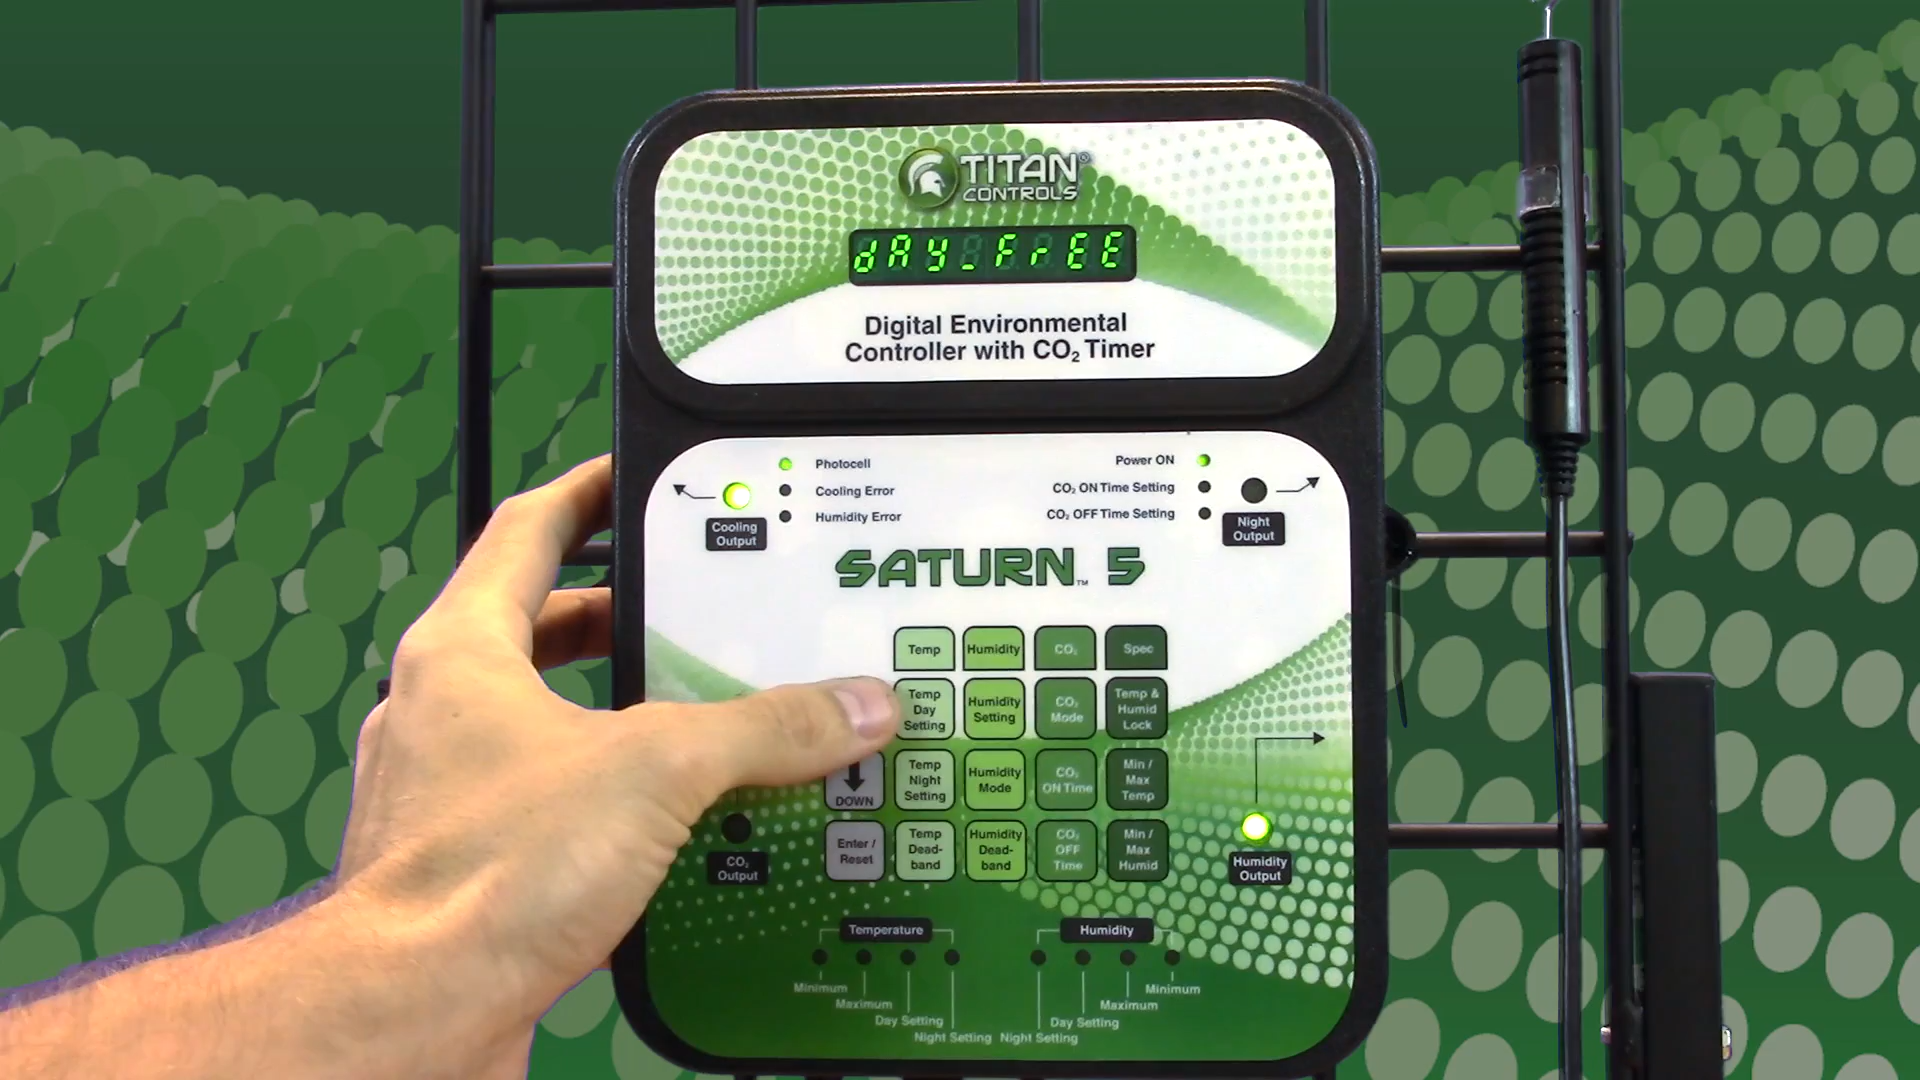 TITAN®
CONTROLS
dAY_FrEE
Digital Environmental
Controller with CO₂ Timer
Photocell
Cooling Error
Humidity Error
Power ON
CO₂ ON Time Setting
CO₂ OFF Time Setting
Cooling
Output
Night
Output
SATURN™ 5
Temp
Humidity
CO₂
Spec
Temp
Day
Setting
Humidity
Setting
CO₂
Mode
Temp &
Humid
Lock
DOWN
Temp
Night
Setting
Humidity
Mode
CO₂
ON Time
Min /
Max
Temp
Enter /
Reset
Temp
Dead-
band
Humidity
Dead-
band
CO₂
OFF
Time
Min /
Max
Humid
CO₂
Output
Humidity
Output
Temperature
Humidity
Minimum
Maximum
Day Setting
Night Setting
Night Setting
Day Setting
Maximum
Minimum